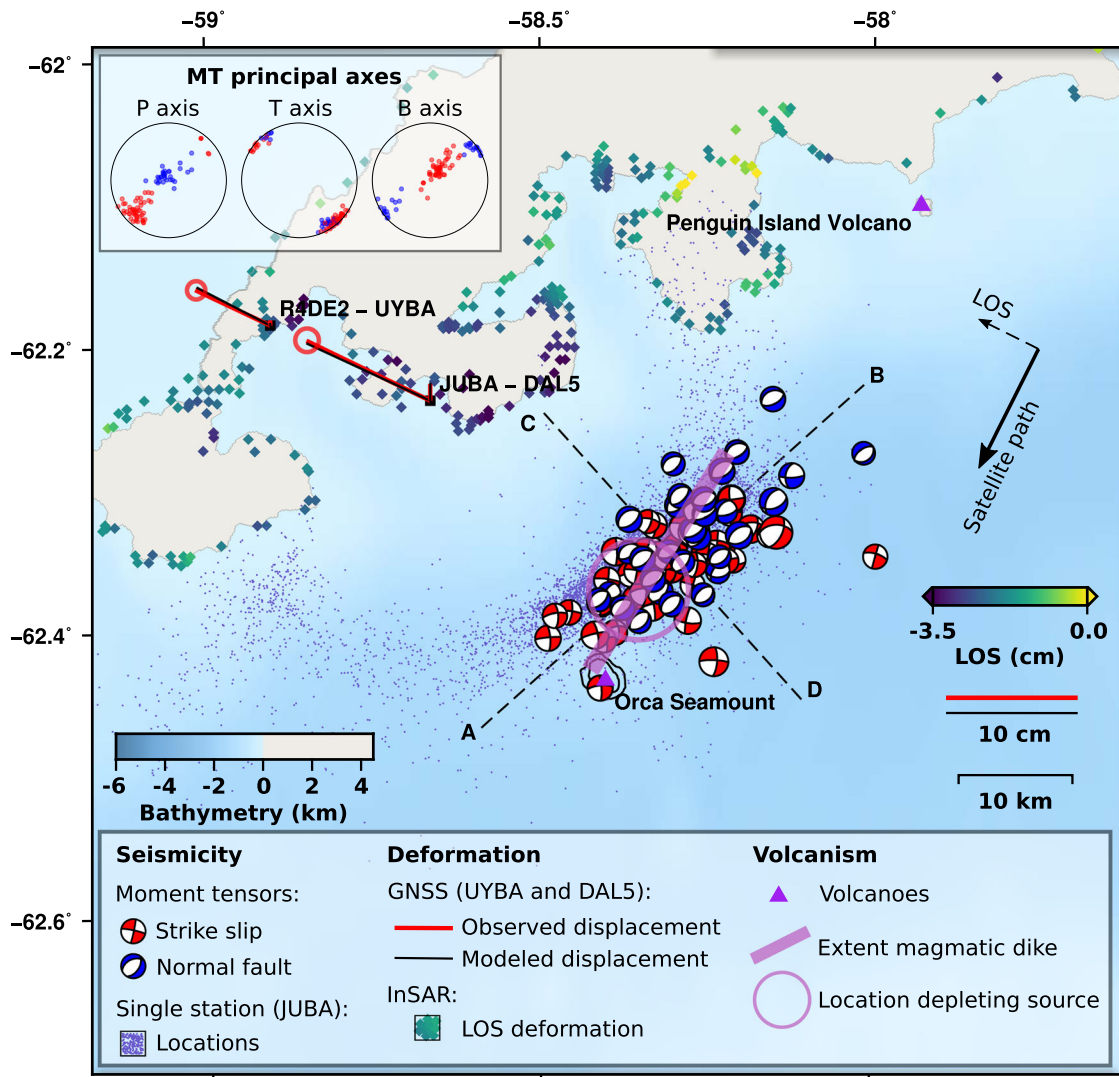 −59˚
−58.5˚
−58˚
−62˚
−62.2˚
−62.4˚
−62.6˚
MT principal axes
P axis
T axis
B axis
Penguin Island Volcano
R4DE2 − UYBA
JUBA − DAL5
LOS
Satellite path
B
C
A
D
Orca Seamount
-3.5
0.0
LOS (cm)
10 cm
10 km
-6 -4 -2 0 2 4
Bathymetry (km)
Seismicity
Moment tensors:
Strike slip
Normal fault
Single station (JUBA):
Locations
Deformation
GNSS (UYBA and DAL5):
Observed displacement
Modeled displacement
InSAR:
LOS deformation
Volcanism
Volcanoes
Extent magmatic dike
Location depleting source